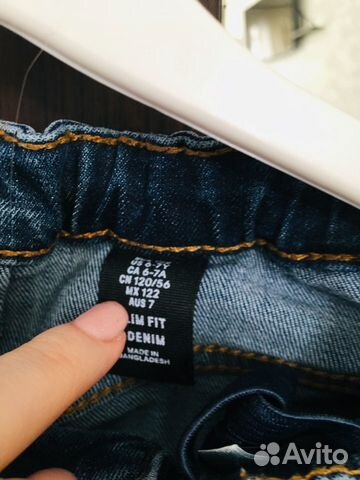 US 6-7Y
CA 6-7A
CN 120/56
MX 122
AUS 7
LIM FIT
DENIM
MADE IN
BANGLADESH
Avito